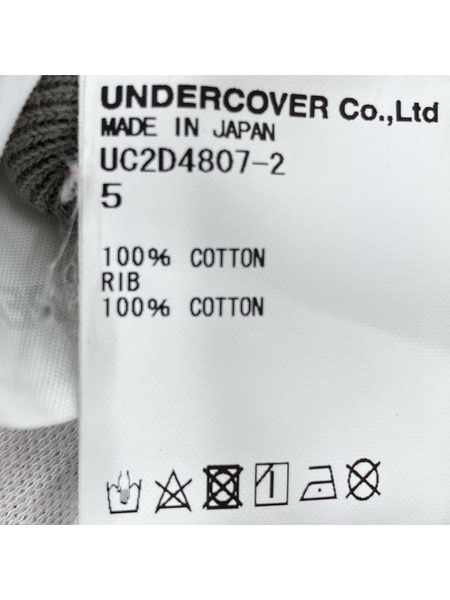 UNDERCOVER Co.,Ltd
MADE IN JAPAN
UC2D4807-2
5
100% COTTON
RIB
100% COTTON